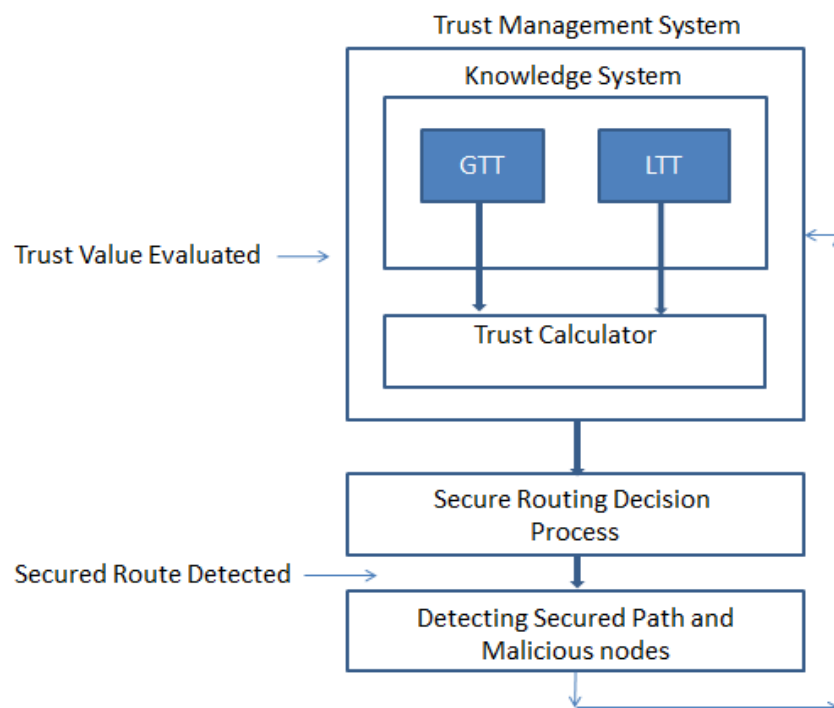 Trust Management System
Knowledge System
GTT
LTT
Trust Value Evaluated
Trust Calculator
Secure Routing Decision
Process
Secured Route Detected
Detecting Secured Path and
Malicious nodes